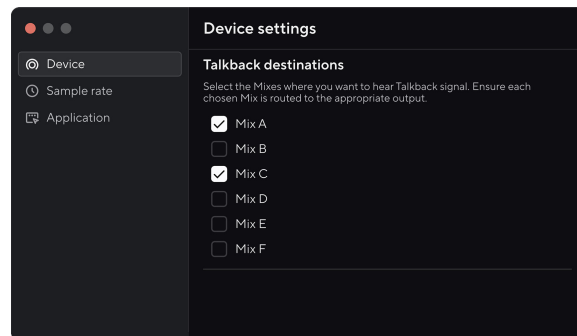 Device settings
Device
Sample rate
Application
Talkback destinations
Select the Mixes where you want to hear Talkback signal. Ensure each
chosen Mix is routed to the appropriate output.
Mix A
Mix B
Mix C
Mix D
Mix E
Mix F